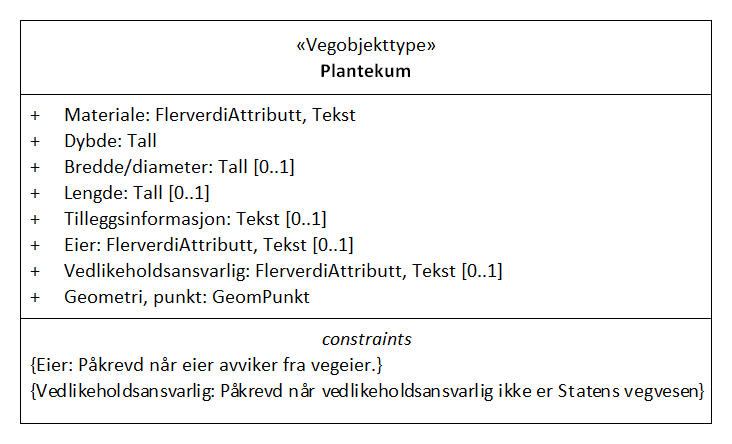 «Vegobjekttype»
Plantekum
+ Materiale: FlerverdiAttributt, Tekst
+ Dybde: Tall
+ Bredde/diameter: Tall [0..1]
+ Lengde: Tall [0..1]
+ Tilleggsinformasjon: Tekst [0..1]
+ Eier: FlerverdiAttributt, Tekst [0..1]
+ Vedlikeholdsansvarlig: FlerverdiAttributt, Tekst [0..1]
+ Geometri, punkt: GeomPunkt
constraints
{Eier: Påkrevd når eier avviker fra vegeier.}
{Vedlikeholdsansvarlig: Påkrevd når vedlikeholdsansvarlig ikke er Statens vegvesen}